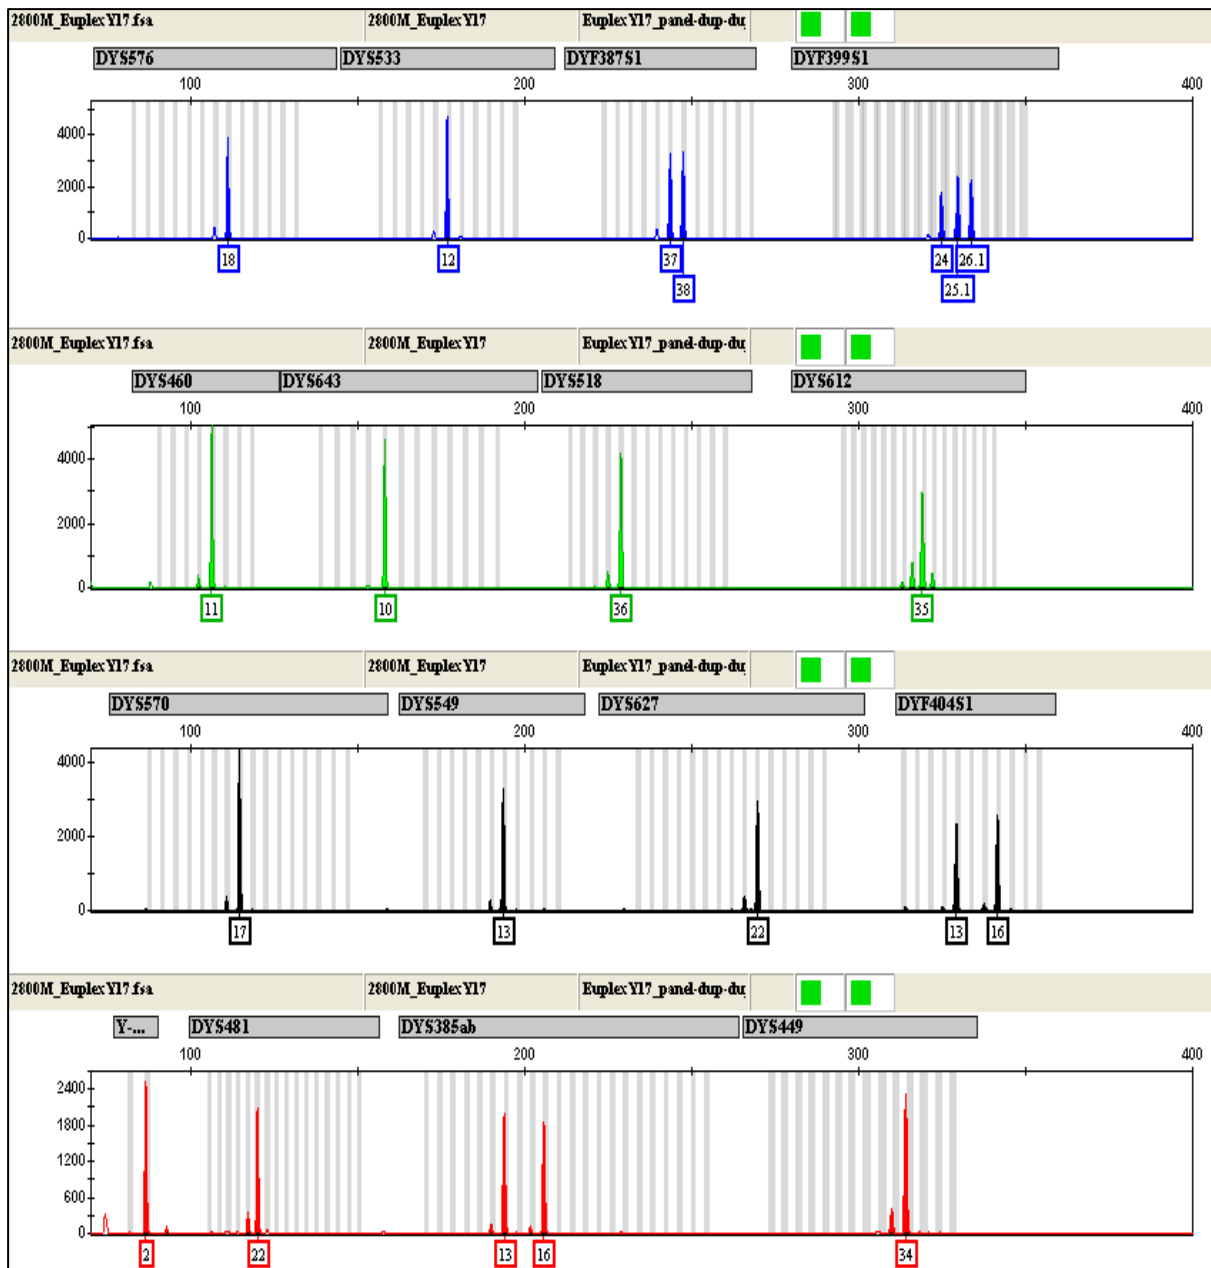 2800M_EuplexY17.fsa 2800M_EuplexY17 EuplexY17_panel-dup-du
DYS576 DYS533 DYF387S1 DYF399S1
100 200 300 400
4000
2000
0
18 12 37 24 26.1
38 25.1
2800M_EuplexY17.fsa 2800M_EuplexY17 EuplexY17_panel-dup-du
DYS460 DYS643 DYS518 DYS612
100 200 300 400
4000
2000
0
11 10 36 35
2800M_EuplexY17.fsa 2800M_EuplexY17 EuplexY17_panel-dup-du
DYS570 DYS549 DYS627 DYF404S1
100 200 300 400
4000
2000
0
17 13 22 13 16
2800M_EuplexY17.fsa 2800M_EuplexY17 EuplexY17_panel-dup-du
Y-... DYS481 DYS385ab DYS449
100 200 300 400
2400
1800
1200
600
0
2 22 13 16 34